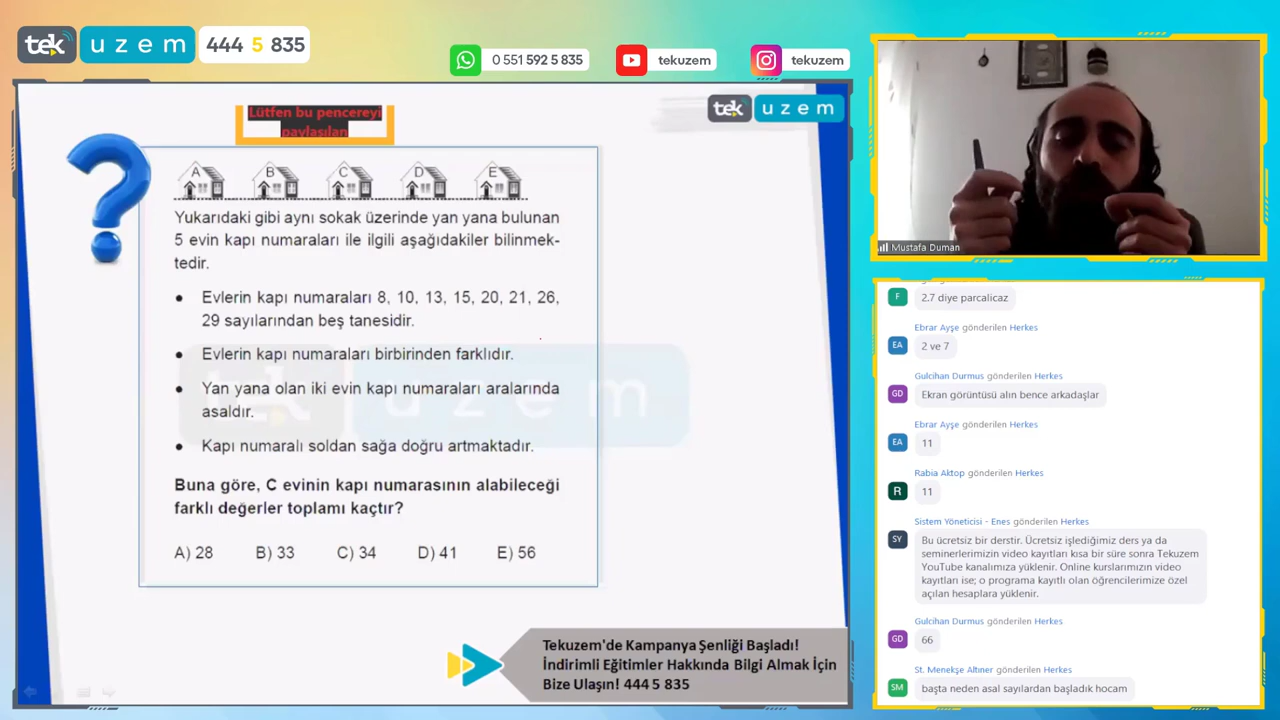 tek uzem 444 5 835
0 551 592 5 835
tekuzem
tekuzem
Lütfen bu pencereyi
paylaşılan
tek uzem
A B C D E
Yukarıdaki gibi aynı sokak üzerinde yan yana bulunan
5 evin kapı numaraları ile ilgili aşağıdakiler bilinmek-
tedir.
• Evlerin kapı numaraları 8, 10, 13, 15, 20, 21, 26,
29 sayılarından beş tanesidir.
• Evlerin kapı numaraları birbirinden farklıdır.
• Yan yana olan iki evin kapı numaraları aralarında
asaldır.
• Kapı numaralı soldan sağa doğru artmaktadır.
tek uzem
Buna göre, C evinin kapı numarasının alabileceği
farklı değerler toplamı kaçtır?
A) 28 B) 33 C) 34 D) 41 E) 56
Tekuzem'de Kampanya Şenliği Başladı!
İndirimli Eğitimler Hakkında Bilgi Almak İçin
Bize Ulaşın! 444 5 835
Mustafa Duman
F
2.7 diye parcalicaz
Ebrar Ayşe gönderilen Herkes
EA
2 ve 7
Gulcihan Durmus gönderilen Herkes
GD
Ekran görüntüsü alın bence arkadaşlar
Ebrar Ayşe gönderilen Herkes
EA
11
Rabia Aktop gönderilen Herkes
R
11
Sistem Yöneticisi - Enes gönderilen Herkes
SY
Bu ücretsiz bir derstir. Ücretsiz işlediğimiz ders ya da
seminerlerimizin video kayıtları kısa bir süre sonra Tekuzem
YouTube kanalımıza yüklenir. Online kurslarımızın video
kayıtları ise; o programa kayıtlı olan öğrencilerimize özel
açılan hesaplara yüklenir.
Gulcihan Durmus gönderilen Herkes
GD
66
St. Menekşe Altıner gönderilen Herkes
SM
başta neden asal sayılardan başladık hocam